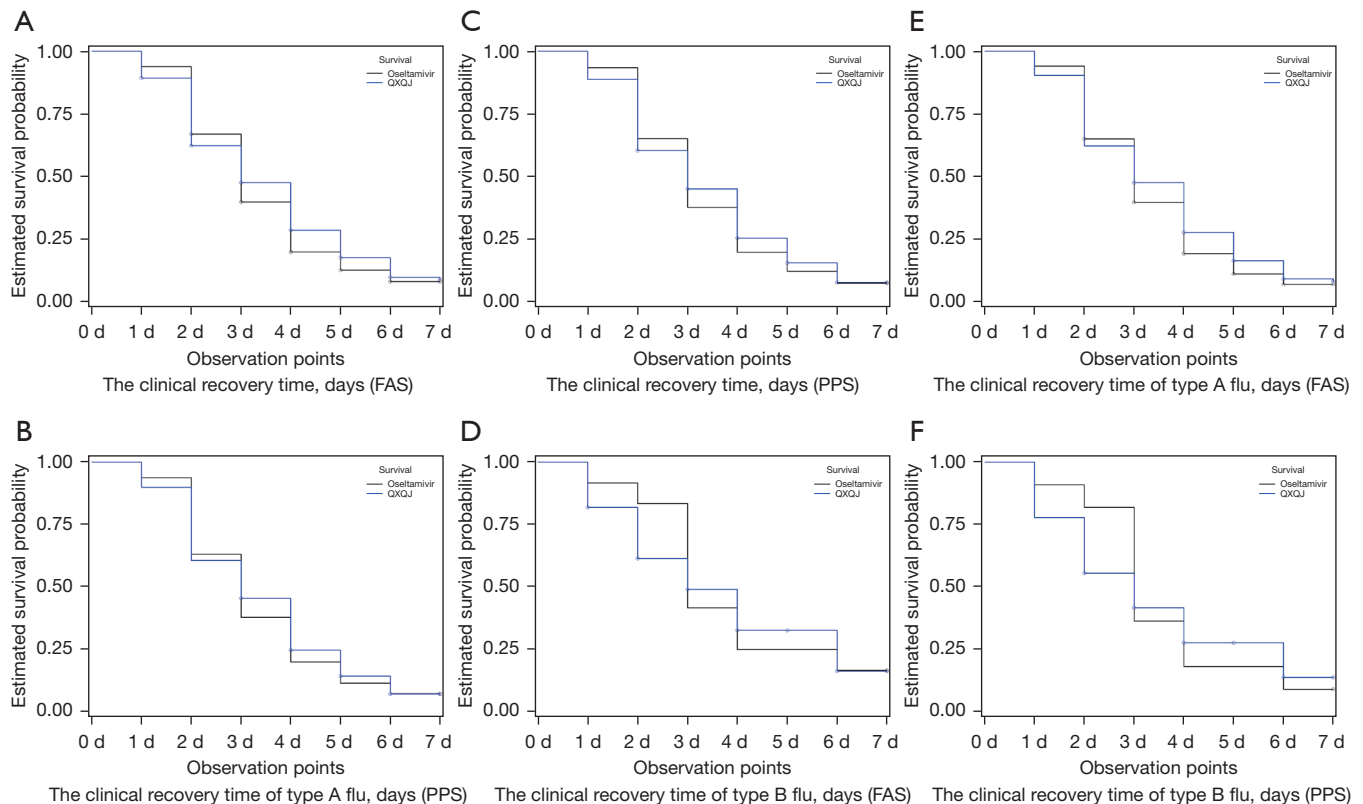 A
Estimated survival probability
1.00
0.75
0.50
0.25
0.00
Survival
Oseltamivir
QXQJ
0 d 1 d 2 d 3 d 4 d 5 d 6 d 7 d
Observation points
The clinical recovery time, days (FAS)
C
Estimated survival probability
1.00
0.75
0.50
0.25
0.00
Survival
Oseltamivir
QXQJ
0 d 1 d 2 d 3 d 4 d 5 d 6 d 7 d
Observation points
The clinical recovery time, days (PPS)
E
Estimated survival probability
1.00
0.75
0.50
0.25
0.00
Survival
Oseltamivir
QXQJ
0 d 1 d 2 d 3 d 4 d 5 d 6 d 7 d
Observation points
The clinical recovery time of type A flu, days (FAS)
B
Estimated survival probability
1.00
0.75
0.50
0.25
0.00
Survival
Oseltamivir
QXQJ
0 d 1 d 2 d 3 d 4 d 5 d 6 d 7 d
Observation points
The clinical recovery time of type A flu, days (PPS)
D
Estimated survival probability
1.00
0.75
0.50
0.25
0.00
Survival
Oseltamivir
QXQJ
0 d 1 d 2 d 3 d 4 d 5 d 6 d 7 d
Observation points
The clinical recovery time of type B flu, days (FAS)
F
Estimated survival probability
1.00
0.75
0.50
0.25
0.00
Survival
Oseltamivir
QXQJ
0 d 1 d 2 d 3 d 4 d 5 d 6 d 7 d
Observation points
The clinical recovery time of type B flu, days (PPS)